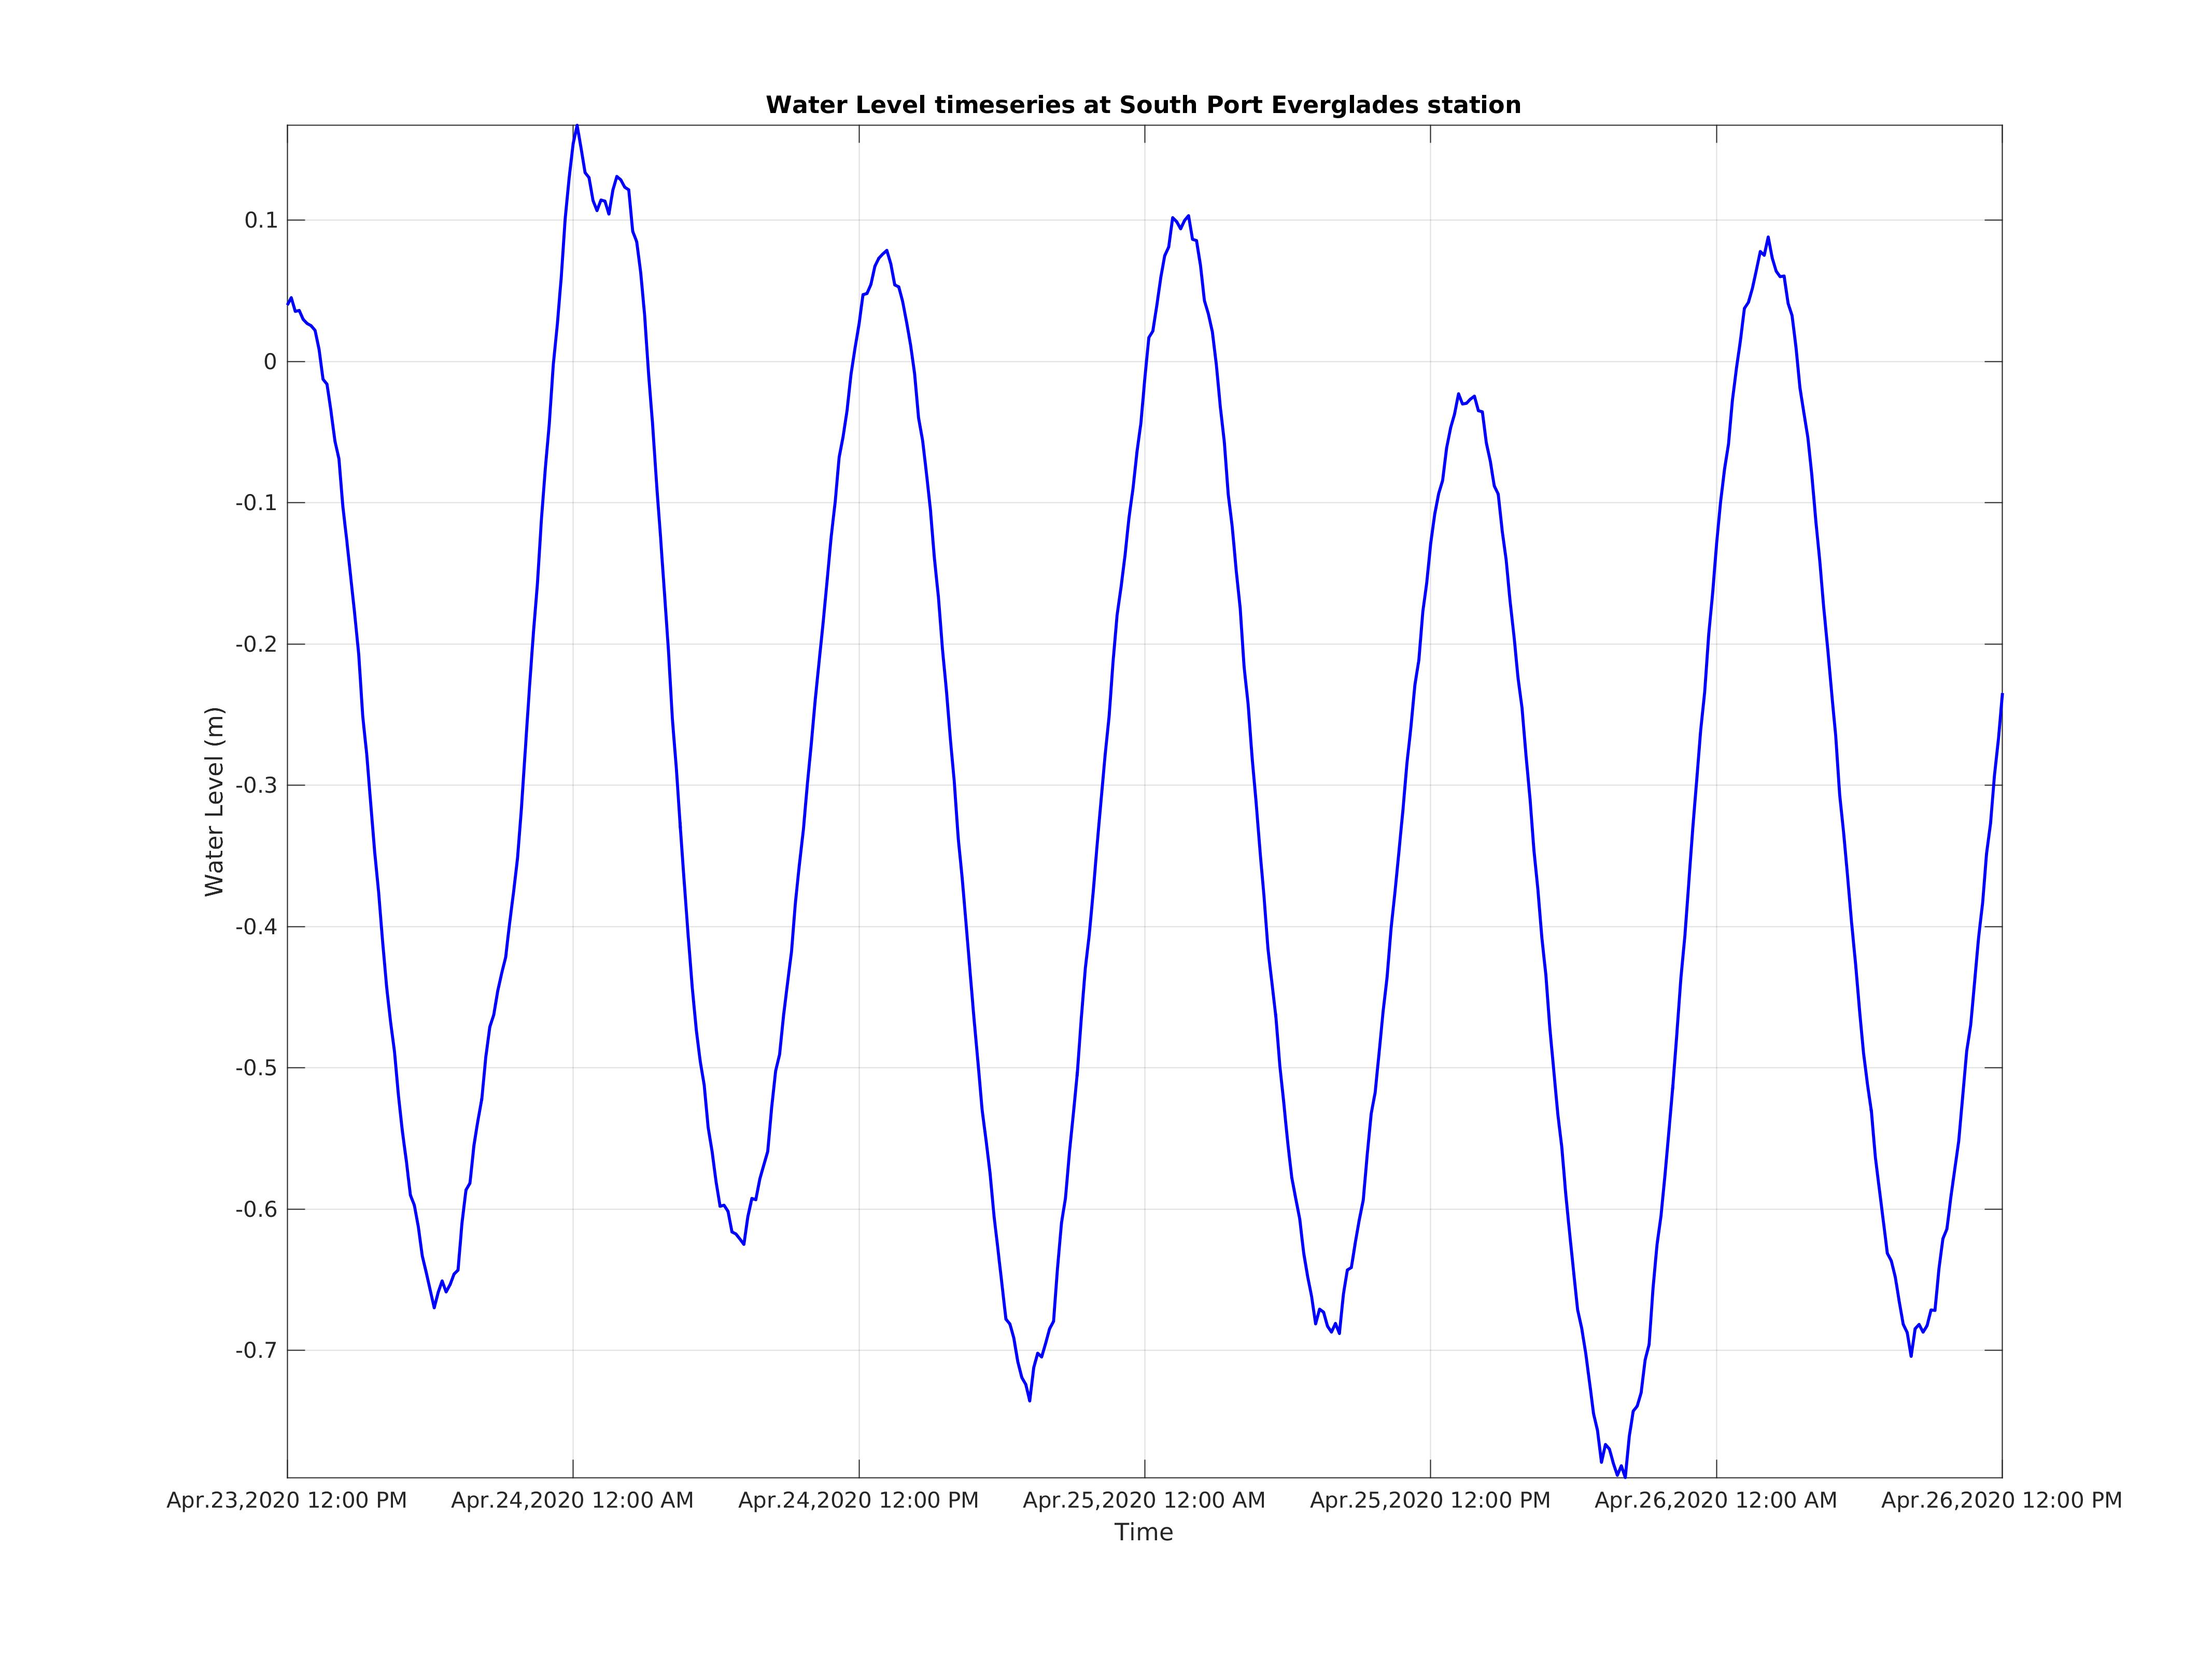 Water Level timeseries at South Port Everglades station
0.1
0
-0.1
-0.2
-0.3
-0.4
-0.5
-0.6
-0.7
Water Level (m)
Apr.23,2020 12:00 PM
Apr.24,2020 12:00 AM
Apr.24,2020 12:00 PM
Apr.25,2020 12:00 AM
Apr.25,2020 12:00 PM
Apr.26,2020 12:00 AM
Apr.26,2020 12:00 PM
Time